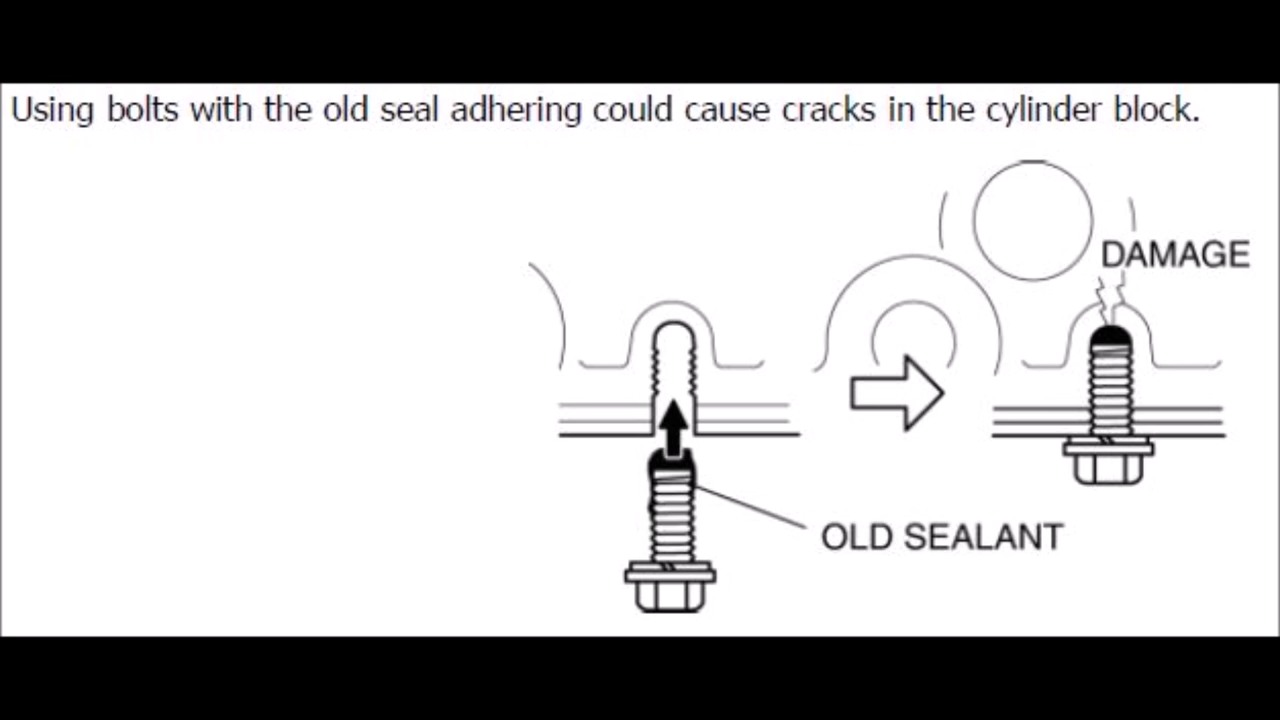 Using bolts with the old seal adhering could cause cracks in the cylinder block.
DAMAGE
OLD SEALANT